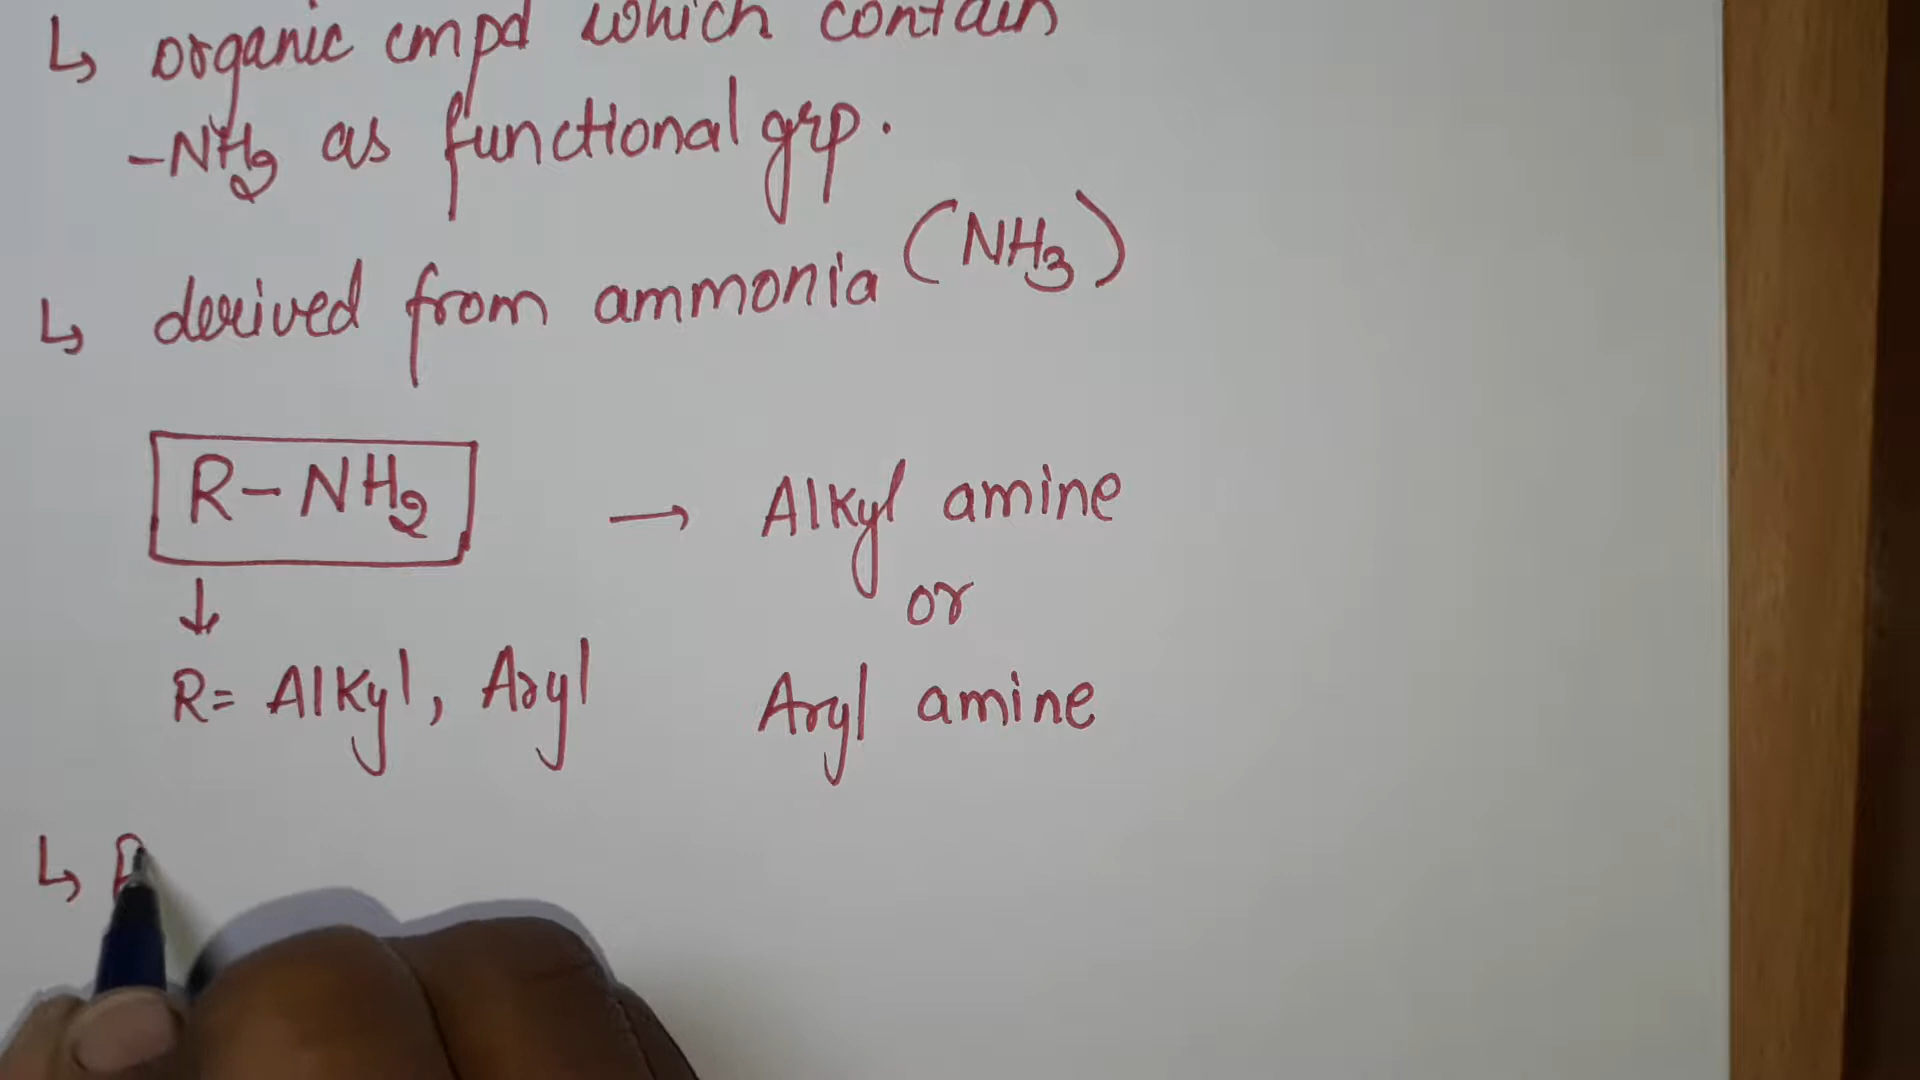 ↳ organic cmpd which contain
-NH2 as functional grp.
↳ derived from ammonia (NH3)
R-NH2 → Alkyl amine
↓ or
R= Alkyl, Aryl Aryl amine
↳